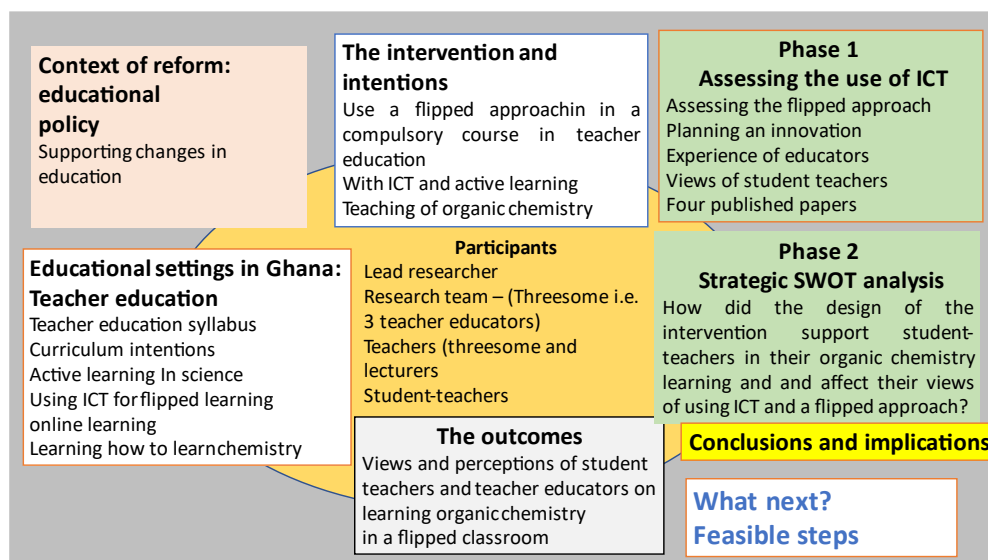 Context of reform:
educational
policy
Supporting changes in
education
The intervention and
intentions
Use a flipped approachin in a
compulsory course in teacher
education
With ICT and active learning
Teaching of organic chemistry
Phase 1
Assessing the use of ICT
Assessing the flipped approach
Planning an innovation
Experience of educators
Views of student teachers
Four published papers
Educational settings in Ghana:
Teacher education
Teacher education syllabus
Curriculum intentions
Active learning In science
Using ICT for flipped learning
online learning
Learning how to learn chemistry
Participants
Lead researcher
Research team – (Threesome i.e.
3 teacher educators)
Teachers (threesome and
lecturers
Student-teachers
Phase 2
Strategic SWOT analysis
How did the design of the
intervention support student-
teachers in their organic chemistry
learning and and affect their views
of using ICT and a flipped approach?
The outcomes
Views and perceptions of student
teachers and teacher educators on
learning organic chemistry
in a flipped classroom
Conclusions and implications
What next?
Feasible steps